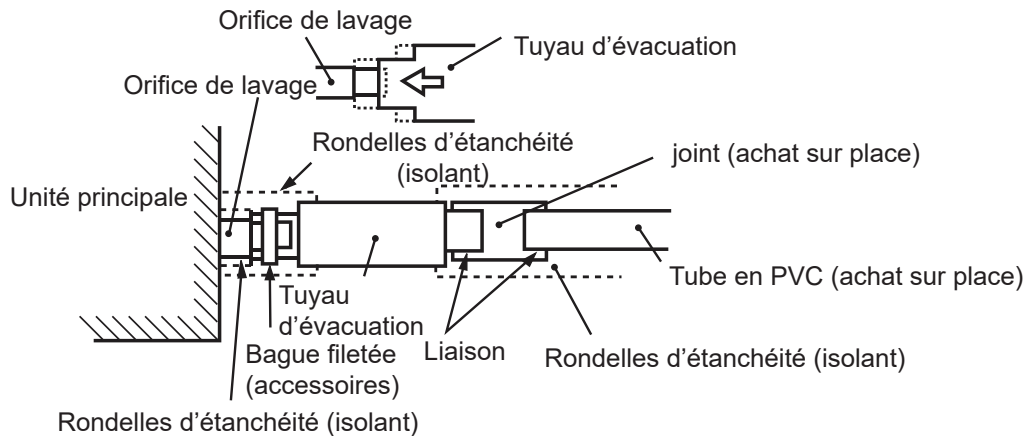 Orifice de lavage
Tuyau d’évacuation
Orifice de lavage
Rondelles d’étanchéité
(isolant)
joint (achat sur place)
Unité principale
Tube en PVC (achat sur place)
Tuyau
d’évacuation
Bague filetée
(accessoires)
Liaison
Rondelles d’étanchéité (isolant)
Rondelles d’étanchéité (isolant)